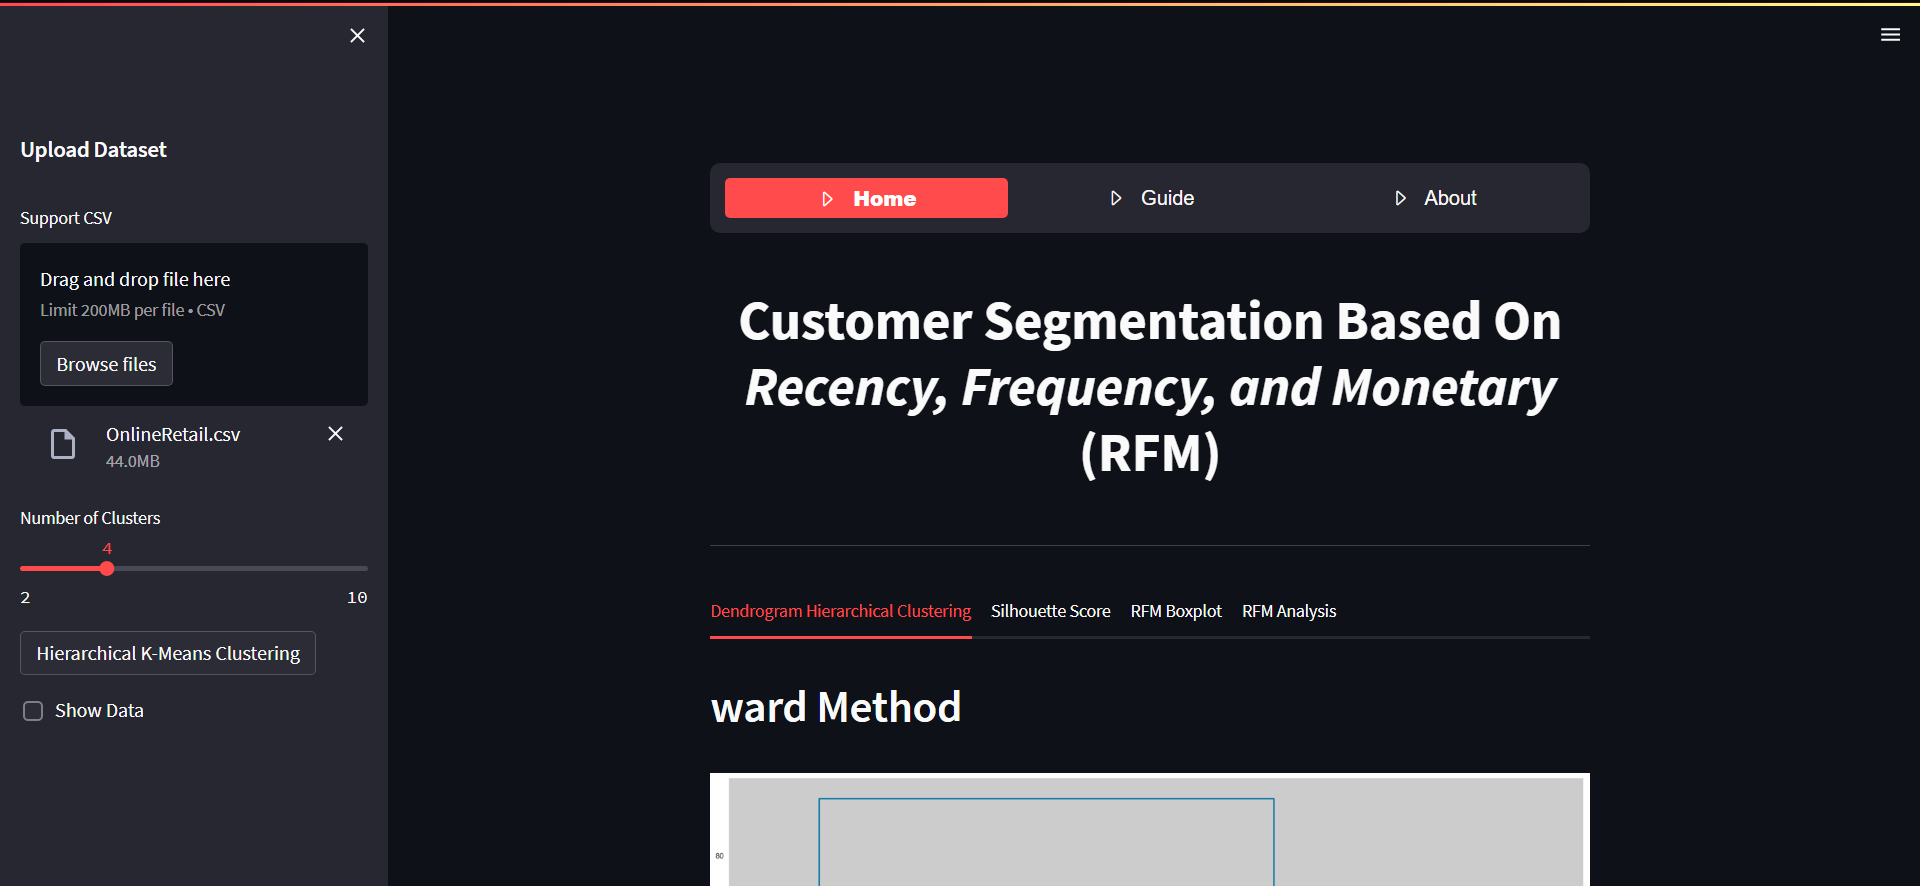 Upload Dataset
Support CSV
Drag and drop file here
Limit 200MB per file • CSV
Browse files
OnlineRetail.csv
44.0MB
Number of Clusters
4
2 10
Hierarchical K-Means Clustering
Show Data
Home Guide About
Customer Segmentation Based On
Recency, Frequency, and Monetary
(RFM)
Dendrogram Hierarchical Clustering Silhouette Score RFM Boxplot RFM Analysis
ward Method
80